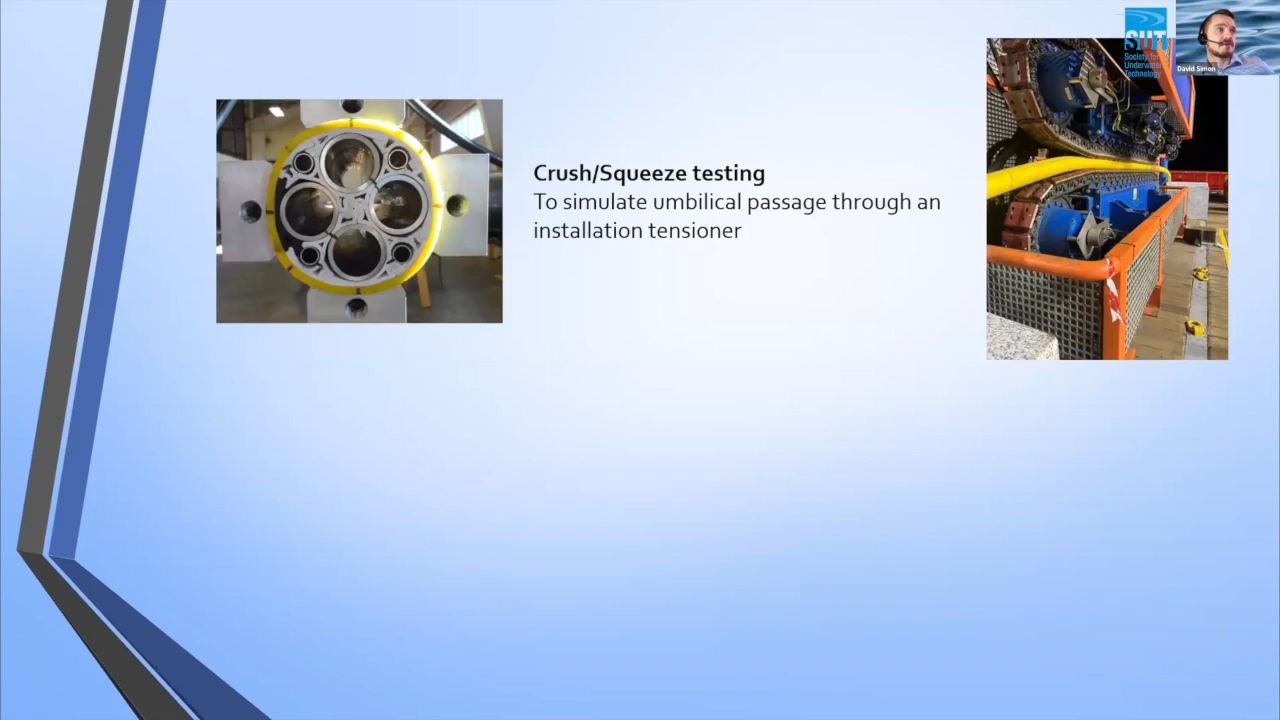 Crush/Squeeze testing
To simulate umbilical passage through an
installation tensioner
SUT
Society for
Underwater
Technology
David Simon